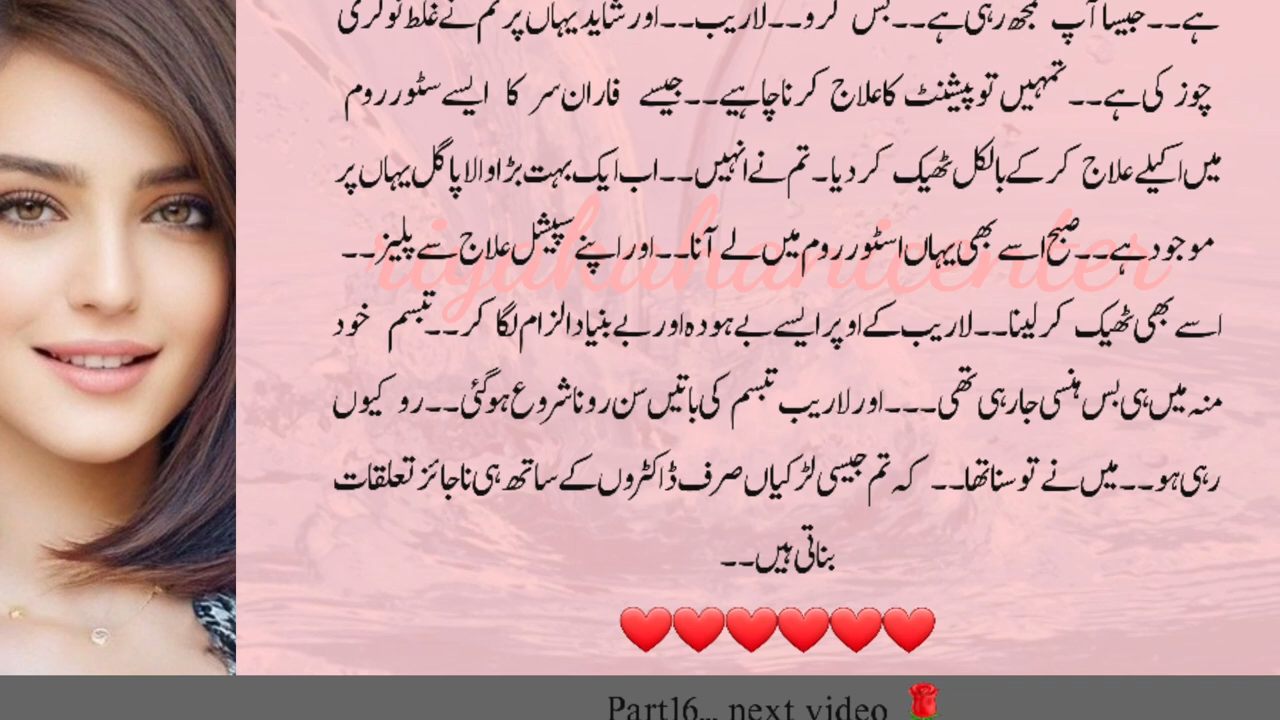 ہے۔۔جیسا آپ سمجھ رہی ہے۔۔بس کرو۔۔لاریب۔۔اور شاید یہاں پر تم نے غلط نوکری
چوز کی ہے۔۔ تمہیں تو پیشنٹ کا علاج کرنا چاہیے۔۔جیسے فاران سر کا ایسے سٹور روم
میں اکیلے علاج کر کے بالکل ٹھیک کر دیا۔ تم نے انہیں۔۔اب ایک بہت بڑا والا پاگل یہاں پر
موجود ہے۔۔صبح اسے بھی یہاں اسٹور روم میں لے آنا۔۔اور اپنے سپیشل علاج سے پلیز۔۔
اسے بھی ٹھیک کر لینا۔۔لاریب کے اوپر ایسے بے ہودہ اور بے بنیاد الزام لگا کر۔۔تبسم خود
منہ میں ہی بس ہنسی جا رہی تھی۔۔۔اور لاریب تبسم کی باتیں سن رونا شروع ہو گئی۔۔رو کیوں
رہی ہو۔۔میں نے تو سنا تھا۔۔ کہ تم جیسی لڑکیاں صرف ڈاکٹروں کے ساتھ ہی ناجائز تعلقات
بناتی ہیں۔۔
❤️❤️❤️❤️❤️❤️
riyakahanicenter
Part16... next video 🌹